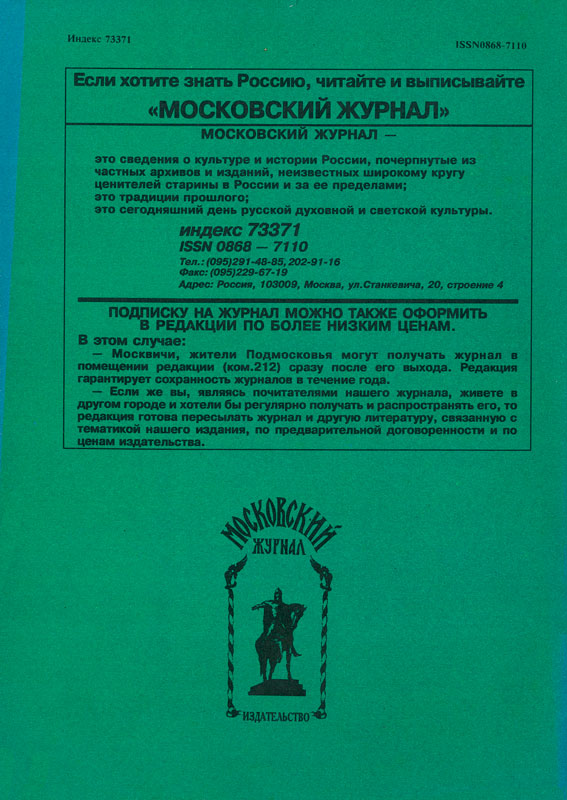 Индекс 73371
ISSN0868-7110
Если хотите знать Россию, читайте и выписывайте
«МОСКОВСКИЙ ЖУРНАЛ»
МОСКОВСКИЙ ЖУРНАЛ —
это сведения о культуре и истории России, почерпнутые из
частных архивов и изданий, неизвестных широкому кругу
ценителей старины в России и за ее пределами;
это традиции прошлого;
это сегодняшний день русской духовной и светской культуры.
индекс 73371
ISSN 0868 — 7110
Тел.: (095)291-48-85, 202-91-16
Факс: (095)229-67-19
Адрес: Россия, 103009, Москва, ул.Станкевича, 20, строение 4
ПОДПИСКУ НА ЖУРНАЛ МОЖНО ТАКЖЕ ОФОРМИТЬ
В РЕДАКЦИИ ПО БОЛЕЕ НИЗКИМ ЦЕНАМ.
В этом случае:
— Москвичи, жители Подмосковья могут получать журнал в
помещении редакции (ком.212) сразу после его выхода. Редакция
гарантирует сохранность журналов в течение года.
— Если же вы, являясь почитателями нашего журнала, живете в
другом городе и хотели бы регулярно получать и распространять его, то
редакция готова пересылать журнал и другую литературу, связанную с
тематикой нашего издания, по предварительной договоренности и по
ценам издательства.
МОСКОВСКИЙ
ЖУРНАЛ
ИЗДАТЕЛЬСТВО